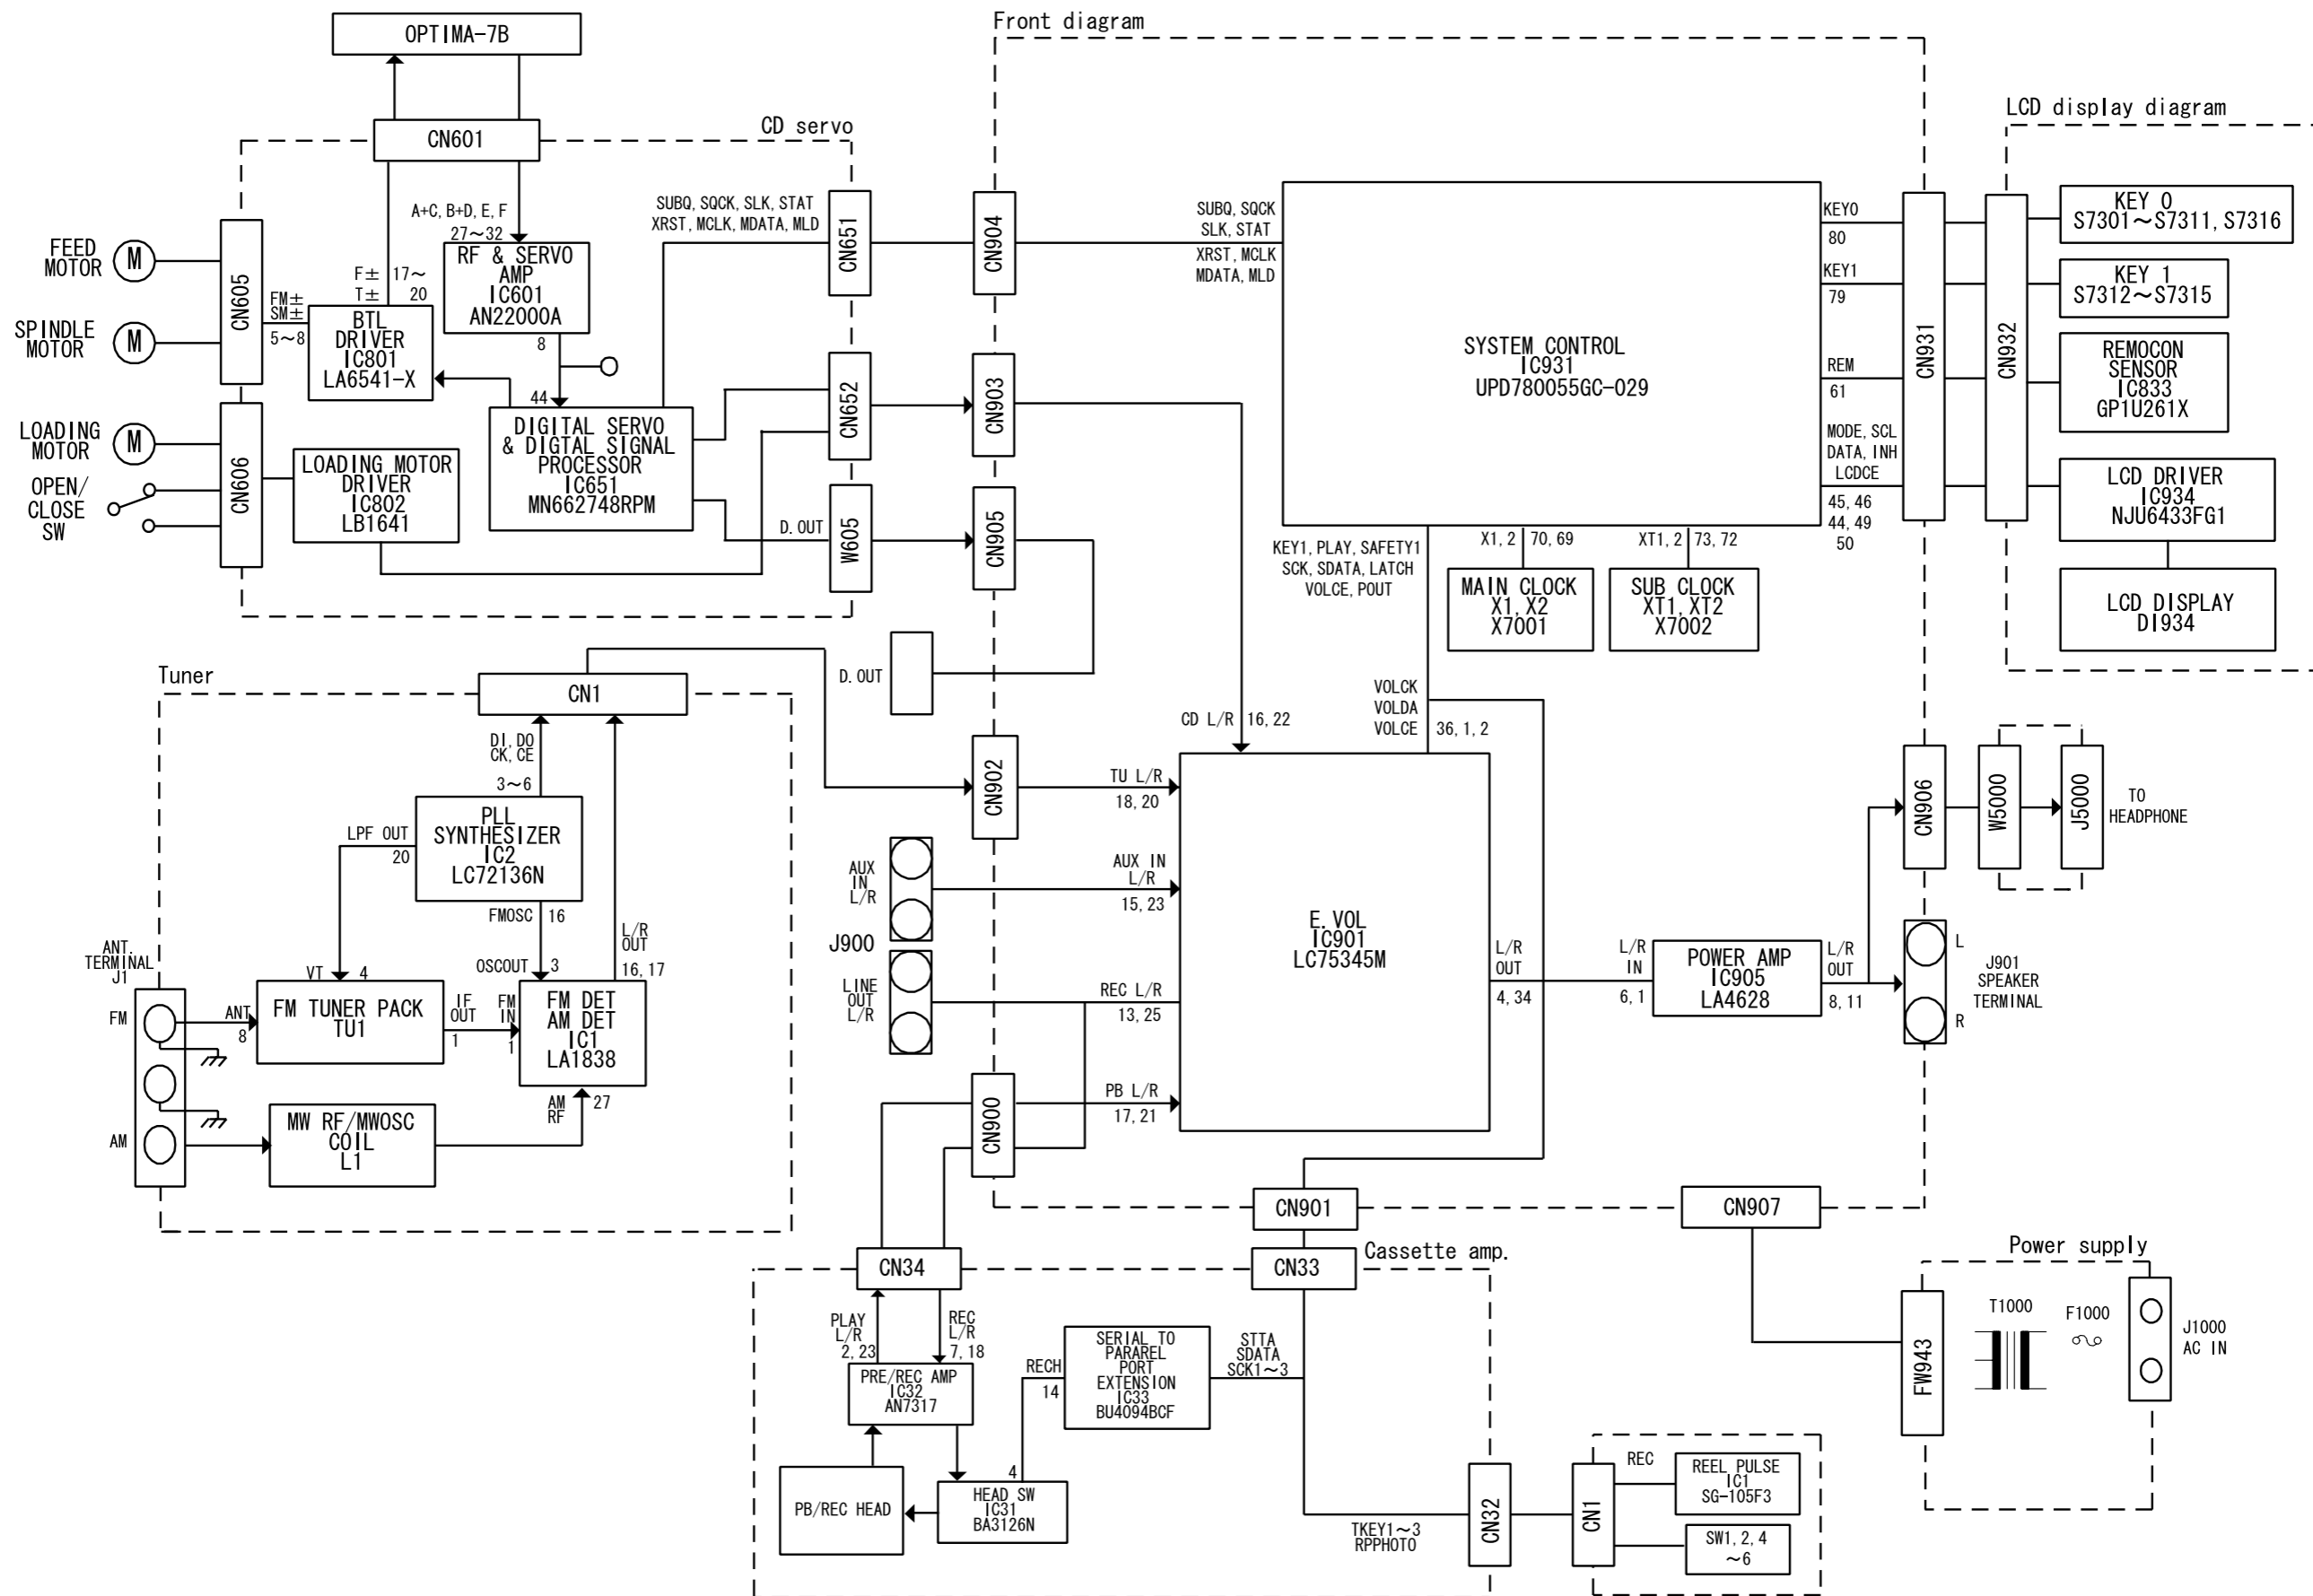 Front diagram
OPTIMA-7B
LCD display diagram
CD servo
CN601
A+C, B+D, E, F
27~32
SUBQ, SQCK, SLK, STAT
XRST, MCLK, MDATA, MLD
CN651
CN904
SUBQ, SQCK
SLK, STAT
XRST, MCLK
MDATA, MLD
FEED
MOTOR
M
SPINDLE
MOTOR
M
CN605
FM±
SM±
5~8
F±
T±
17~
20
BTL
DRIVER
IC801
LA6541-X
RF & SERVO
AMP
IC601
AN22000A
8
44
DIGITAL SERVO
& DIGTAL SIGNAL
PROCESSOR
IC651
MN662748RPM
CN652
CN903
LOADING
MOTOR
M
OPEN/
CLOSE
SW
CN606
LOADING MOTOR
DRIVER
IC802
LB1641
D. OUT
W605
CN905
D. OUT
SYSTEM CONTROL
IC931
UPD780055GC-029
KEY0
80
KEY1
79
REM
61
MODE, SCL
DATA, INH
LCDCE
45, 46
44, 49
50
CN931
CN932
KEY 0
S7301~S7311, S7316
KEY 1
S7312~S7315
REMOCON
SENSOR
IC833
GP1U261X
LCD DRIVER
IC934
NJU6433FG1
LCD DISPLAY
DI934
KEY1, PLAY, SAFETY1
SCK, SDATA, LATCH
VOLCE, POUT
X1, 2
70, 69
XT1, 2
73, 72
MAIN CLOCK
X1, X2
X7001
SUB CLOCK
XT1, XT2
X7002
VOLCK
VOLDA
VOLCE
36, 1, 2
CD L/R
16, 22
Tuner
CN1
DI, DO
CK, CE
3~6
PLL
SYNTHESIZER
IC2
LC72136N
LPF OUT
20
FMOSC
16
L/R
OUT
16, 17
ANT.
TERMINAL
J1
FM
AM
ANT
8
VT
4
FM TUNER PACK
TU1
IF
OUT
1
FM
IN
1
OSCOUT
3
FM DET
AM DET
IC1
LA1838
AM
RF
27
MW RF/MWOSC
COIL
L1
CN902
TU L/R
18, 20
AUX
IN
L/R
AUX IN
L/R
15, 23
J900
LINE
OUT
L/R
REC L/R
13, 25
CN900
PB L/R
17, 21
E. VOL
IC901
LC75345M
L/R
OUT
4, 34
L/R
IN
6, 1
POWER AMP
IC905
LA4628
L/R
OUT
8, 11
CN906
W5000
J5000
TO
HEADPHONE
L
R
J901
SPEAKER
TERMINAL
CN901
CN907
CN34
CN33
Cassette amp.
PLAY
L/R
2, 23
REC
L/R
7, 18
PRE/REC AMP
IC32
AN7317
PB/REC HEAD
4
HEAD SW
IC31
BA3126N
RECH
14
SERIAL TO
PARAREL
PORT
EXTENSION
IC33
BU4094BCF
STTA
SDATA
SCK1~3
TKEY1~3
RPPHOTO
CN32
CN1
REC
REEL PULSE
IC1
SG-105F3
SW1, 2, 4
~6
Power supply
FW943
T1000
F1000
J1000
AC IN